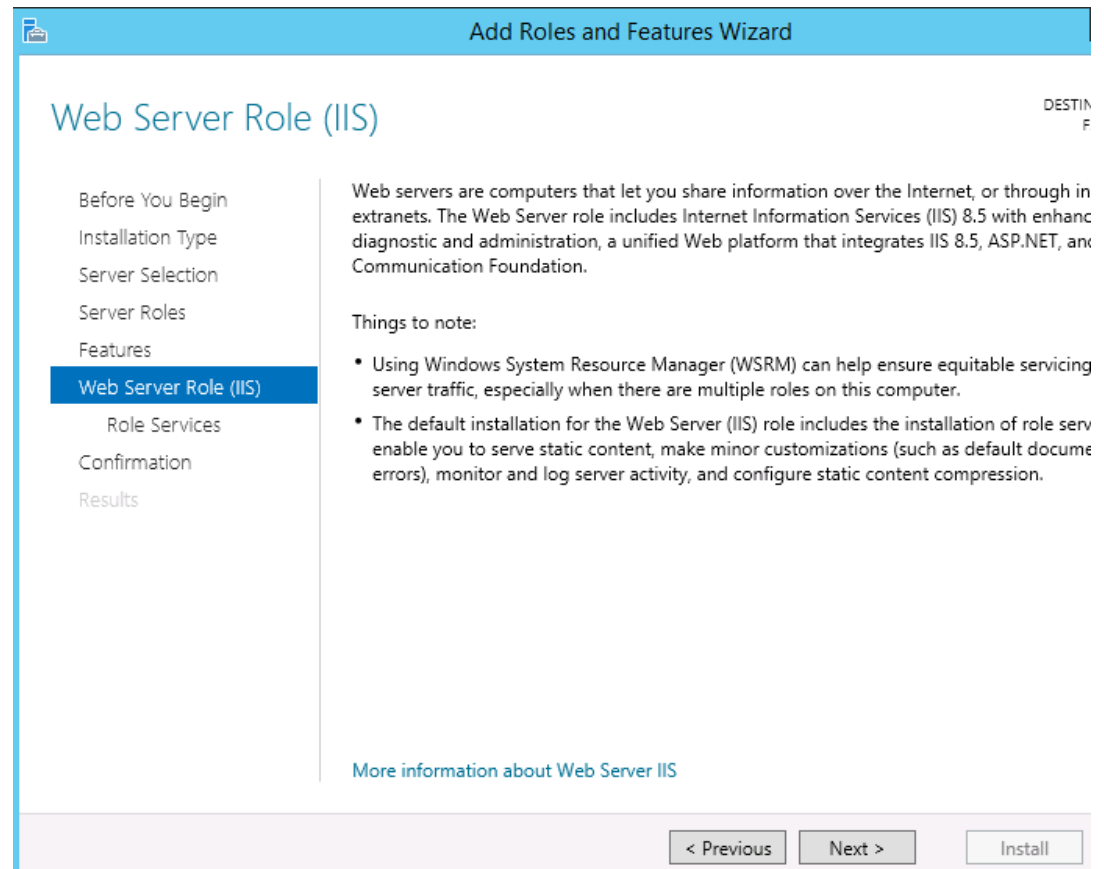 Add Roles and Features Wizard
Web Server Role (IIS)
DESTIN
F
Before You Begin
Installation Type
Server Selection
Server Roles
Features
Web Server Role (IIS)
Role Services
Confirmation
Results
Web servers are computers that let you share information over the Internet, or through in
extranets. The Web Server role includes Internet Information Services (IIS) 8.5 with enhanc
diagnostic and administration, a unified Web platform that integrates IIS 8.5, ASP.NET, and
Communication Foundation.
Things to note:
• Using Windows System Resource Manager (WSRM) can help ensure equitable servicing
server traffic, especially when there are multiple roles on this computer.
• The default installation for the Web Server (IIS) role includes the installation of role serv
enable you to serve static content, make minor customizations (such as default docume
errors), monitor and log server activity, and configure static content compression.
More information about Web Server IIS
< Previous
Next >
Install